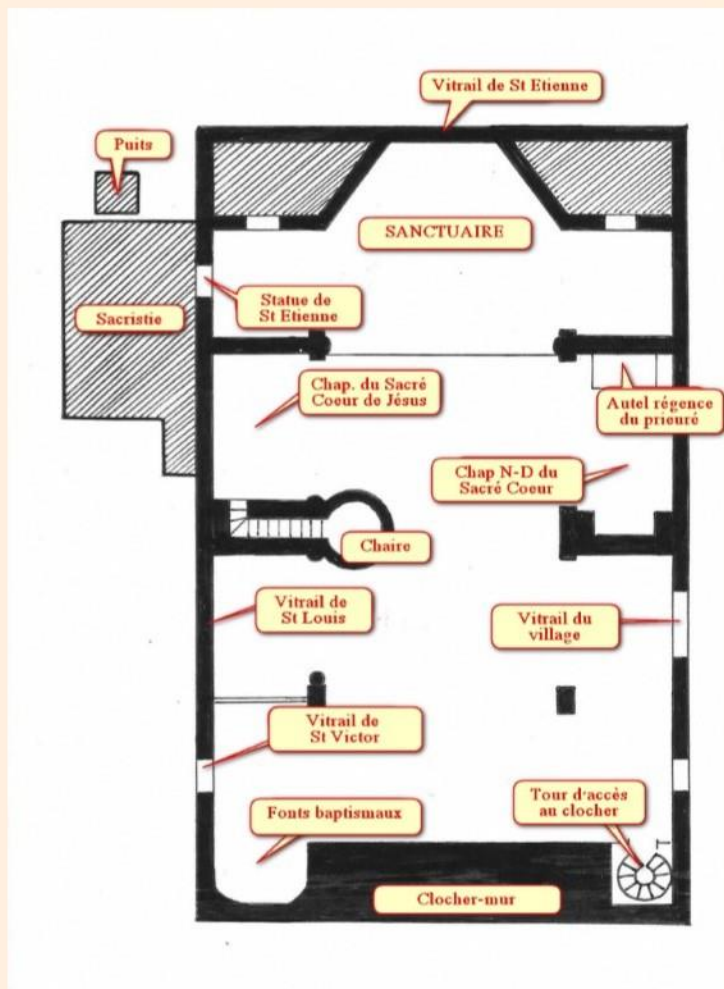 Vitrail de St Etienne
Puits
SANCTUAIRE
Statue de
St Etienne
Sacristie
Chap. du Sacré
Coeur de Jésus
Autel régence
du prieuré
Chap N-D du
Sacré Coeur
Chaire
Vitrail de
St Louis
Vitrail du
village
Vitrail de
St Victor
Tour d'accès
au clocher
Fonts baptismaux
Clocher-mur